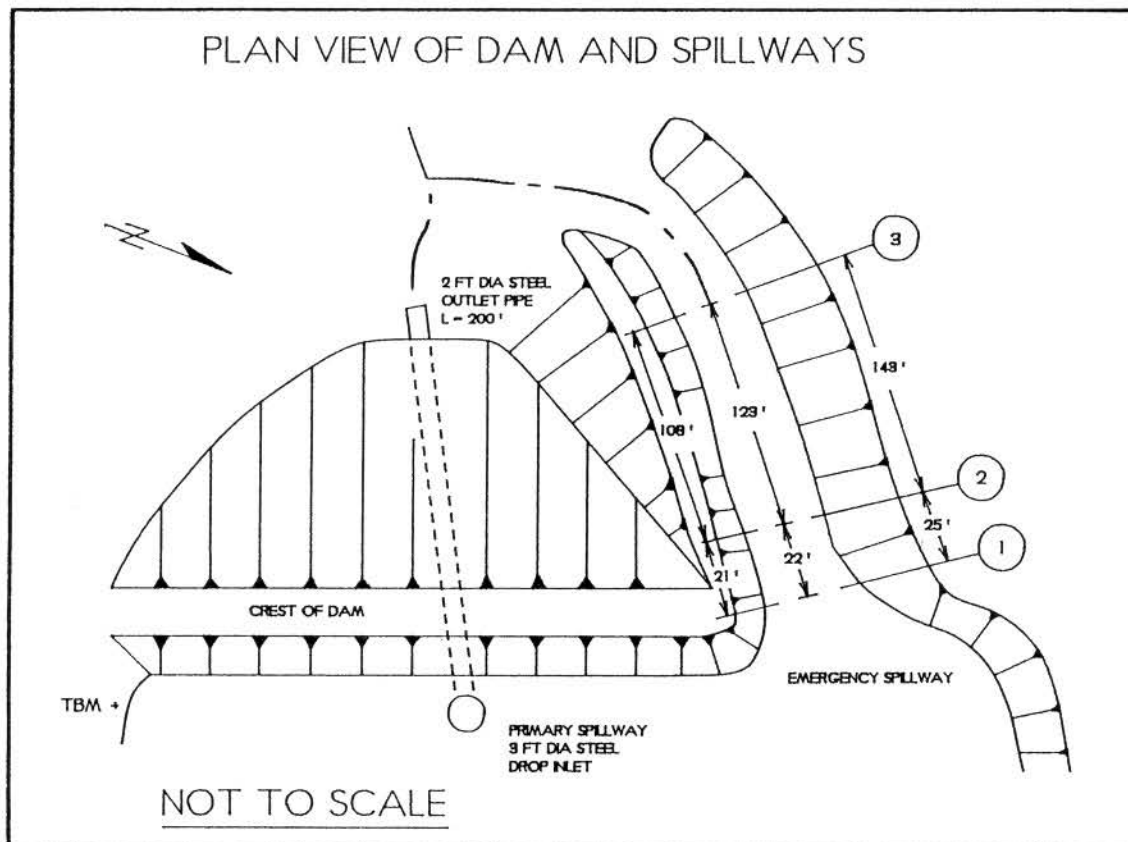 PLAN VIEW OF DAM AND SPILLWAYS
N
3
2 FT DIA STEEL
OUTLET PIPE
L = 200'
143'
123'
108'
2
25'
22'
1
21'
CREST OF DAM
EMERGENCY SPILLWAY
TBM +
PRIMARY SPILLWAY
3 FT DIA STEEL
DROP INLET
NOT TO SCALE